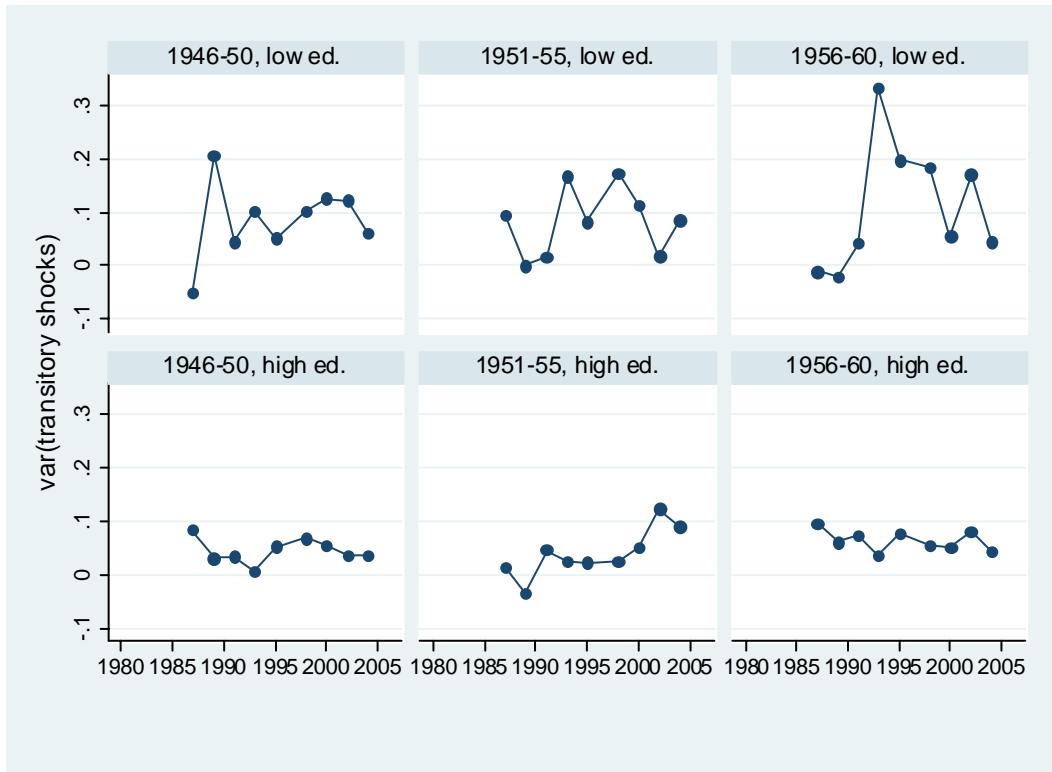 1946-50, low ed.
1951-55, low ed.
1956-60, low ed.
.3
.2
.1
0
-.1
1946-50, high ed.
1951-55, high ed.
1956-60, high ed.
.3
.2
.1
0
-.1
var(transitory shocks)
1980 1985 1990 1995 2000 2005
1980 1985 1990 1995 2000 2005
1980 1985 1990 1995 2000 2005